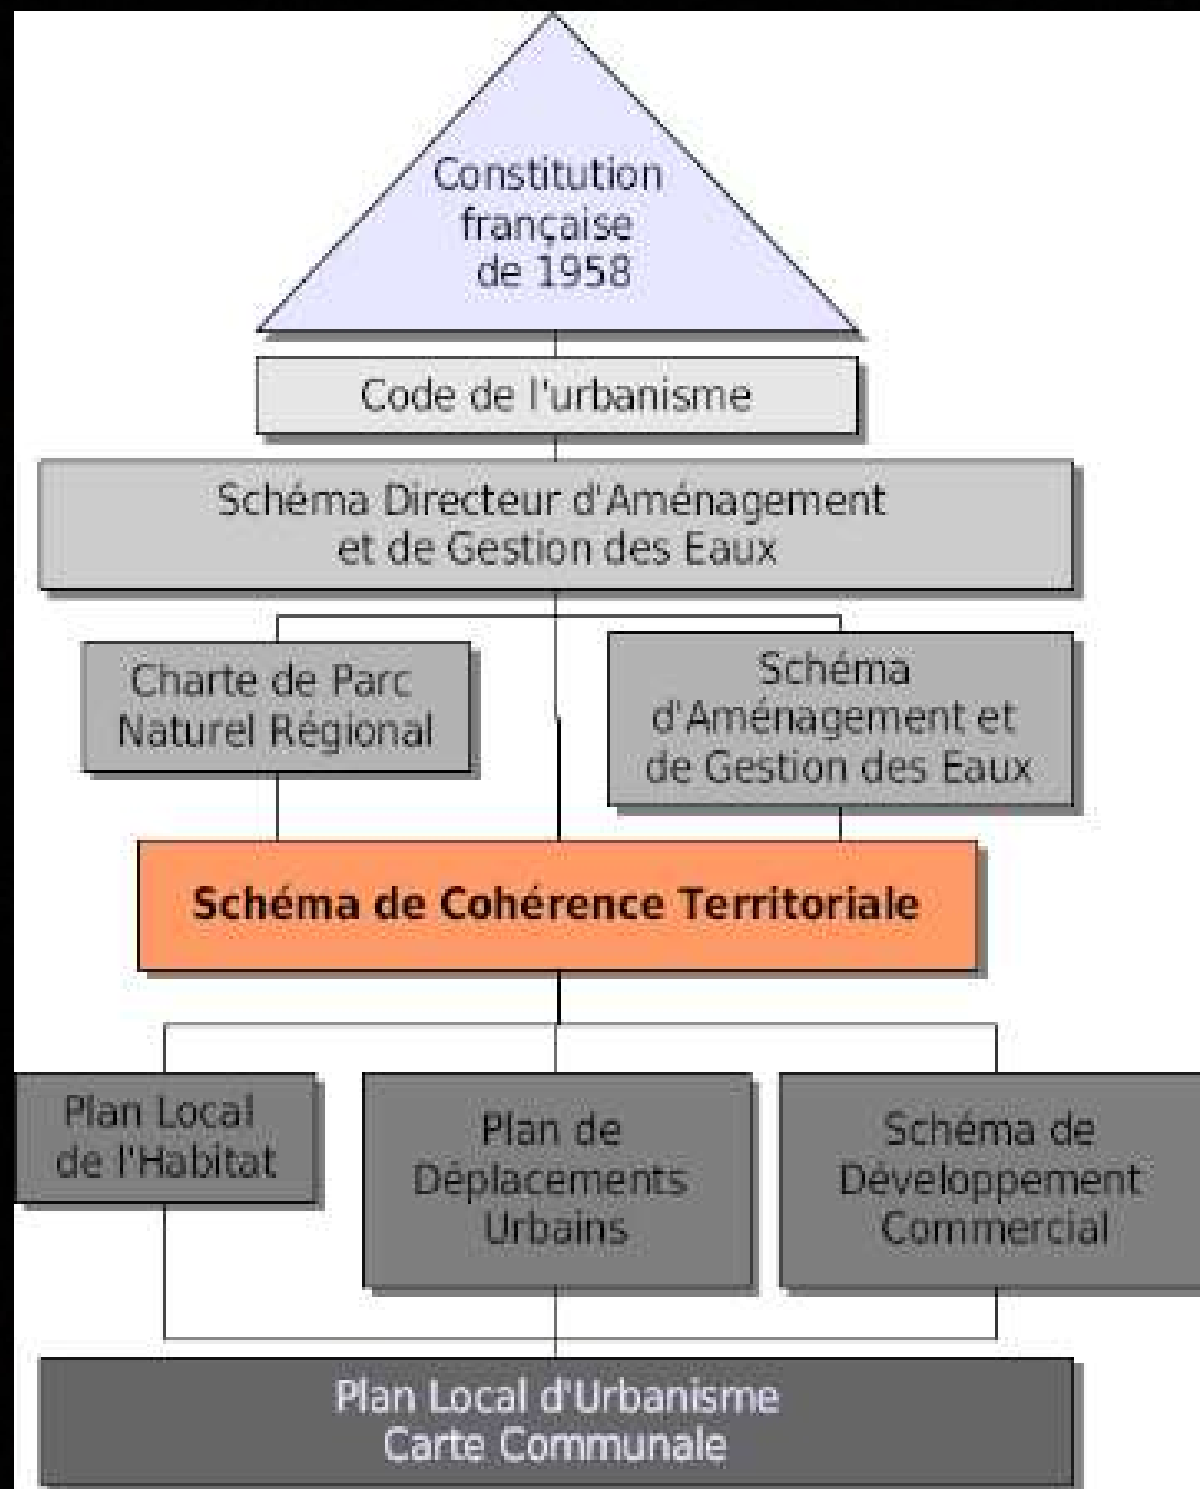 Constitution
française
de 1958
Code de l'urbanisme
Schéma Directeur d'Aménagement
et de Gestion des Eaux
Charte de Parc
Naturel Régional
Schéma
d'Aménagement et
de Gestion des Eaux
Schéma de Cohérence Territoriale
Plan Local
de l'Habitat
Plan de
Déplacements
Urbains
Schéma de
Développement
Commercial
Plan Local d'Urbanisme
Carte Communale